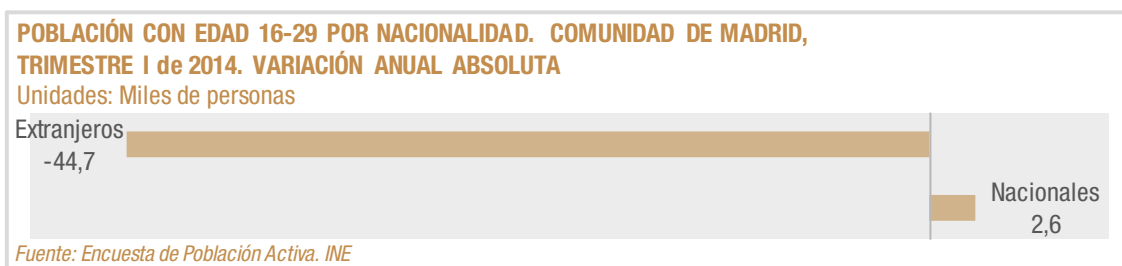 POBLACIÓN CON EDAD 16-29 POR NACIONALIDAD. COMUNIDAD DE MADRID,
TRIMESTRE I de 2014. VARIACIÓN ANUAL ABSOLUTA
Unidades: Miles de personas
Extranjeros
-44,7
Nacionales
2,6
Fuente: Encuesta de Población Activa. INE